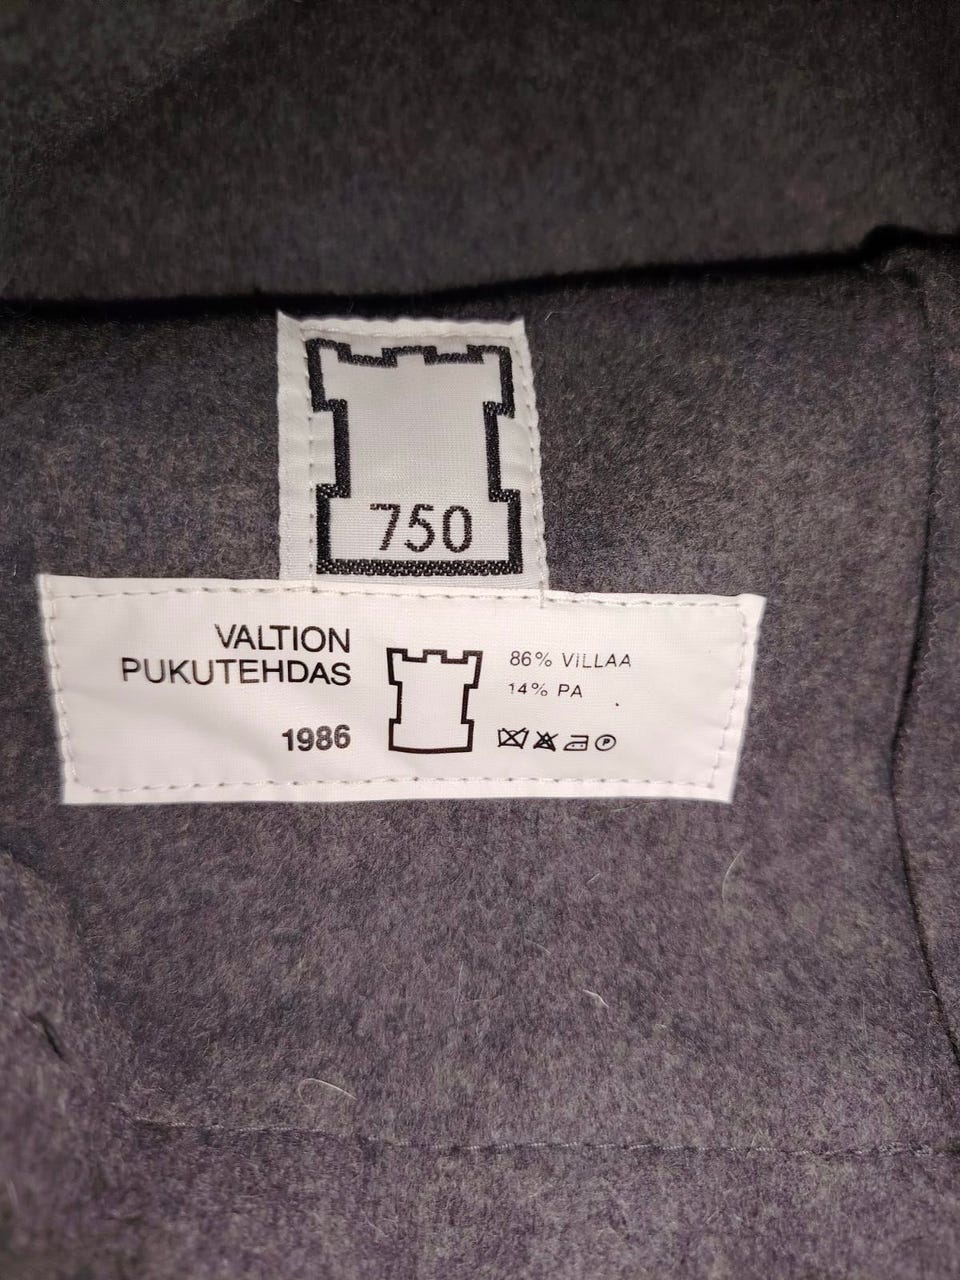 750
VALTION
PUKUTEHDAS
1986
86% VILLAA
14% PA
P